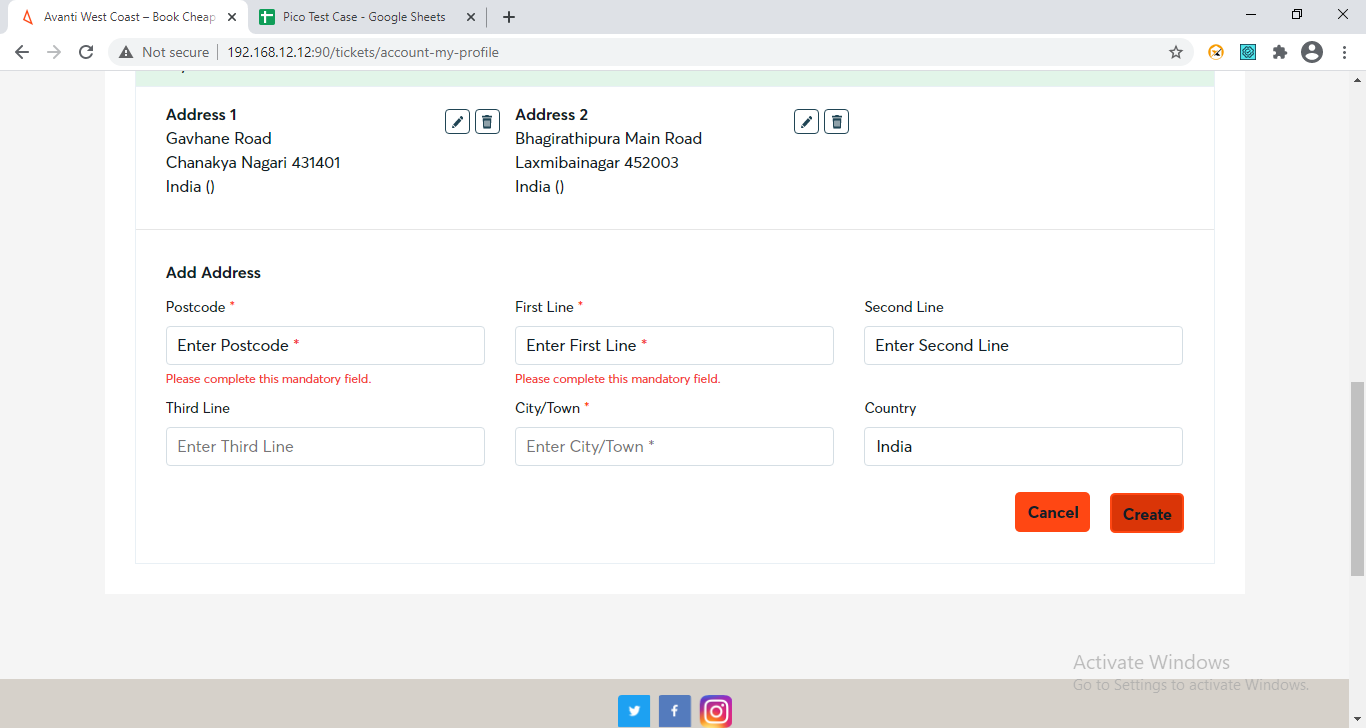 Avanti West Coast – Book Cheap
Pico Test Case - Google Sheets
Not secure
192.168.12.12:90/tickets/account-my-profile
Address 1
Gavhane Road
Chanakya Nagari 431401
India ()
Address 2
Bhagirathipura Main Road
Laxmibainagar 452003
India ()
Add Address
Postcode *
First Line *
Second Line
Enter Postcode *
Enter First Line *
Enter Second Line
Please complete this mandatory field.
Please complete this mandatory field.
Third Line
City/Town *
Country
Enter Third Line
Enter City/Town *
India
Cancel
Create
Activate Windows
Go to Settings to activate Windows.